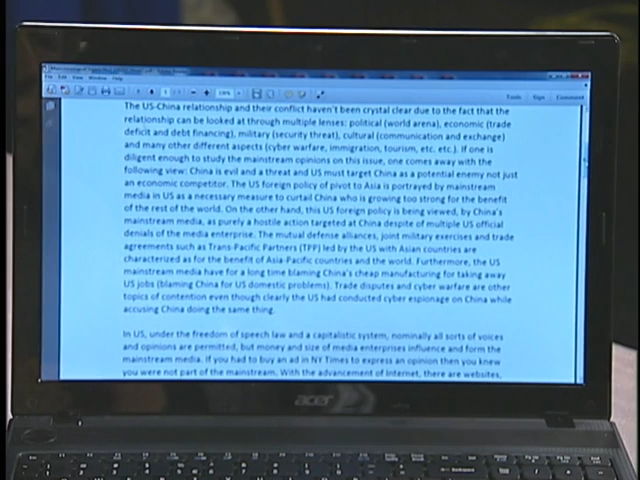 File Edit View Window Help
Tools Sign Comment
The US-China relationship and their conflict haven't been crystal clear due to the fact that the
relationship can be looked at through multiple lenses: political (world arena), economic (trade
deficit and debt financing), military (security threat), cultural (communication and exchange)
and many other different aspects (cyber warfare, immigration, tourism, etc. etc.). If one is
diligent enough to study the mainstream opinions on this issue, one comes away with the
following view: China is evil and a threat and US must target China as a potential enemy not just
an economic competitor. The US foreign policy of pivot to Asia is portrayed by mainstream
media in US as a necessary measure to curtail China who is growing too strong for the benefit
of the rest of the world. On the other hand, this US foreign policy is being viewed, by China's
mainstream media, as purely a hostile action targeted at China despite of multiple US official
denials of the media enterprise. The mutual defense alliances, joint military exercises and trade
agreements such as Trans-Pacific Partners (TPP) led by the US with Asian countries are
characterized as for the benefit of Asia-Pacific countries and the world. Furthermore, the US
mainstream media have for a long time blaming China's cheap manufacturing for taking away
US jobs (blaming China for US domestic problems). Trade disputes and cyber warfare are other
topics of contention even though clearly the US had conducted cyber espionage on China while
accusing China doing the same thing.
In US, under the freedom of speech law and a capitalistic system, nominally all sorts of voices
and opinions are permitted, but money and size of media enterprises influence and form the
mainstream media. If you had to buy an ad in NY Times to express an opinion then you knew
you were not part of the mainstream. With the advancement of Internet, there are websites,
acer